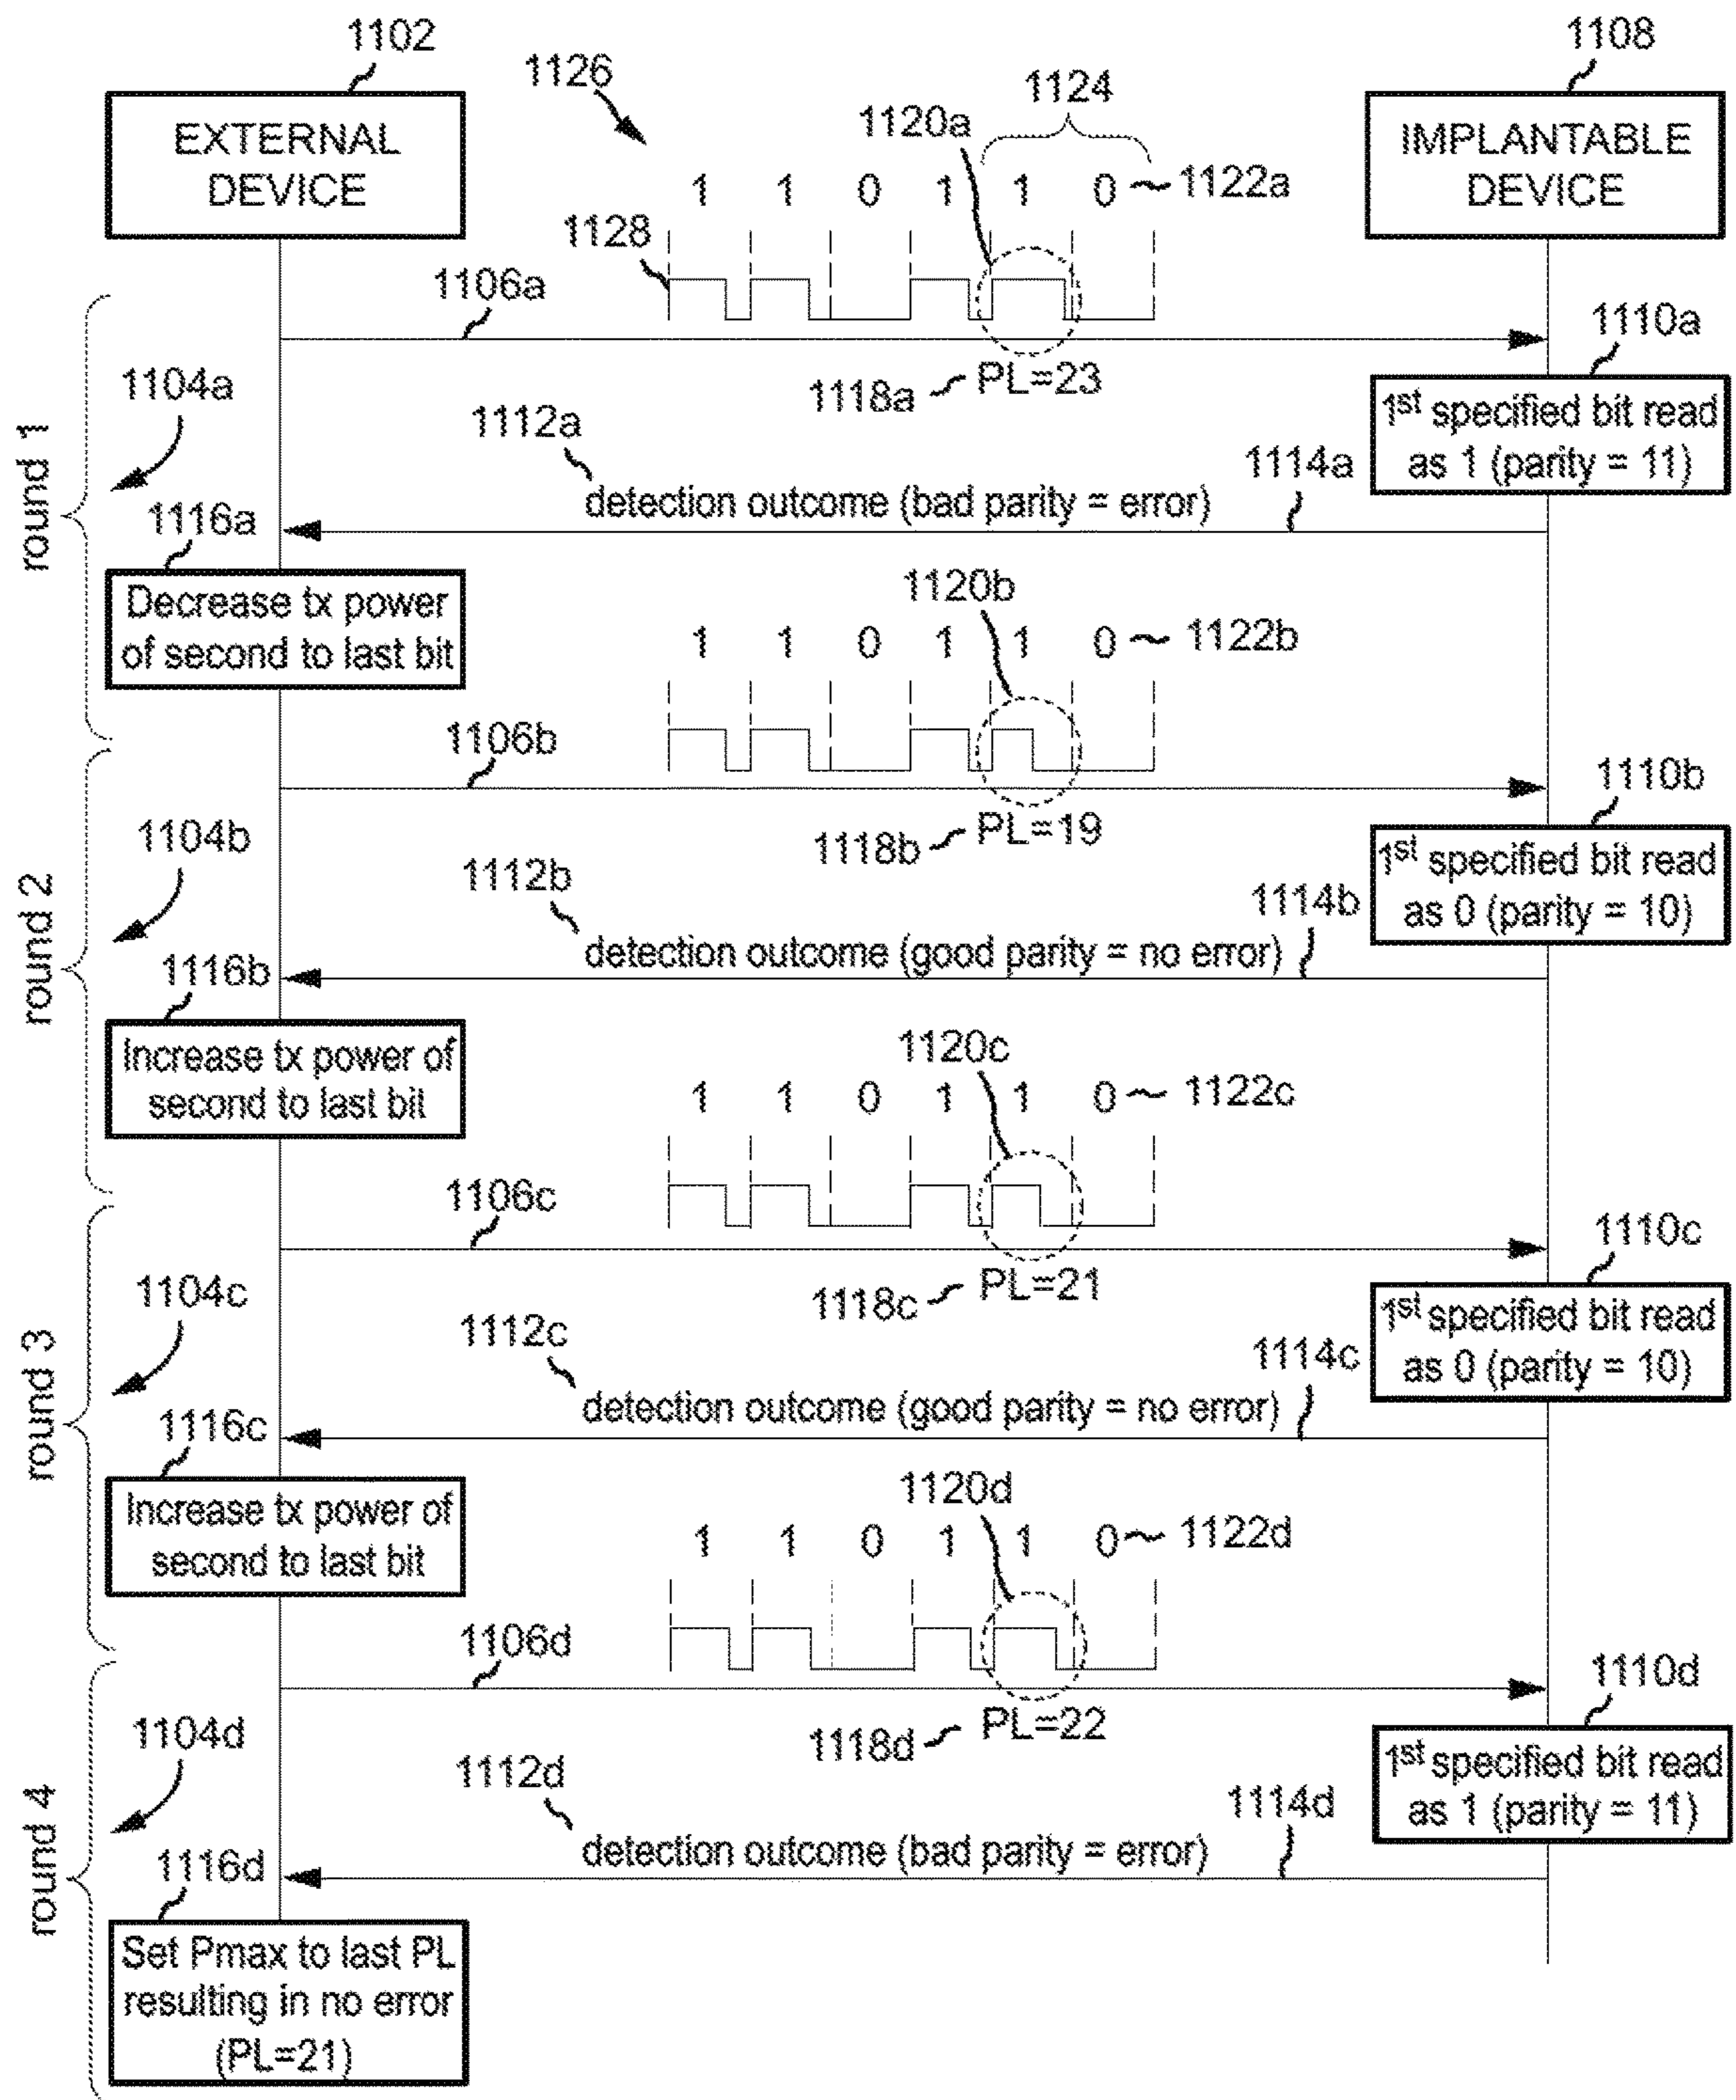 1102
1126
1108
1124
1120a
EXTERNAL
DEVICE
IMPLANTABLE
DEVICE
1 1 0 1 1 0 ~ 1122a
1128
1106a
1110a
PL=23
1118a
1104a
1st specified bit read
as 1 (parity = 11)
round 1
1112a
1114a
detection outcome (bad parity = error)
1116a
Decrease tx power
of second to last bit
1120b
1 1 0 1 1 0 ~ 1122b
1106b
1110b
PL=19
1118b
1104b
1st specified bit read
as 0 (parity = 10)
round 2
1112b
1114b
detection outcome (good parity = no error)
1116b
Increase tx power of
second to last bit
1120c
1 1 0 1 1 0 ~ 1122c
1106c
1110c
PL=21
1118c
1104c
1st specified bit read
as 0 (parity = 10)
round 3
1112c
1114c
detection outcome (good parity = no error)
1116c
Increase tx power of
second to last bit
1120d
1 1 0 1 1 0 ~ 1122d
1106d
1110d
PL=22
1118d
1104d
1st specified bit read
as 1 (parity = 11)
round 4
1112d
1114d
detection outcome (bad parity = error)
1116d
Set Pmax to last PL
resulting in no error
(PL=21)